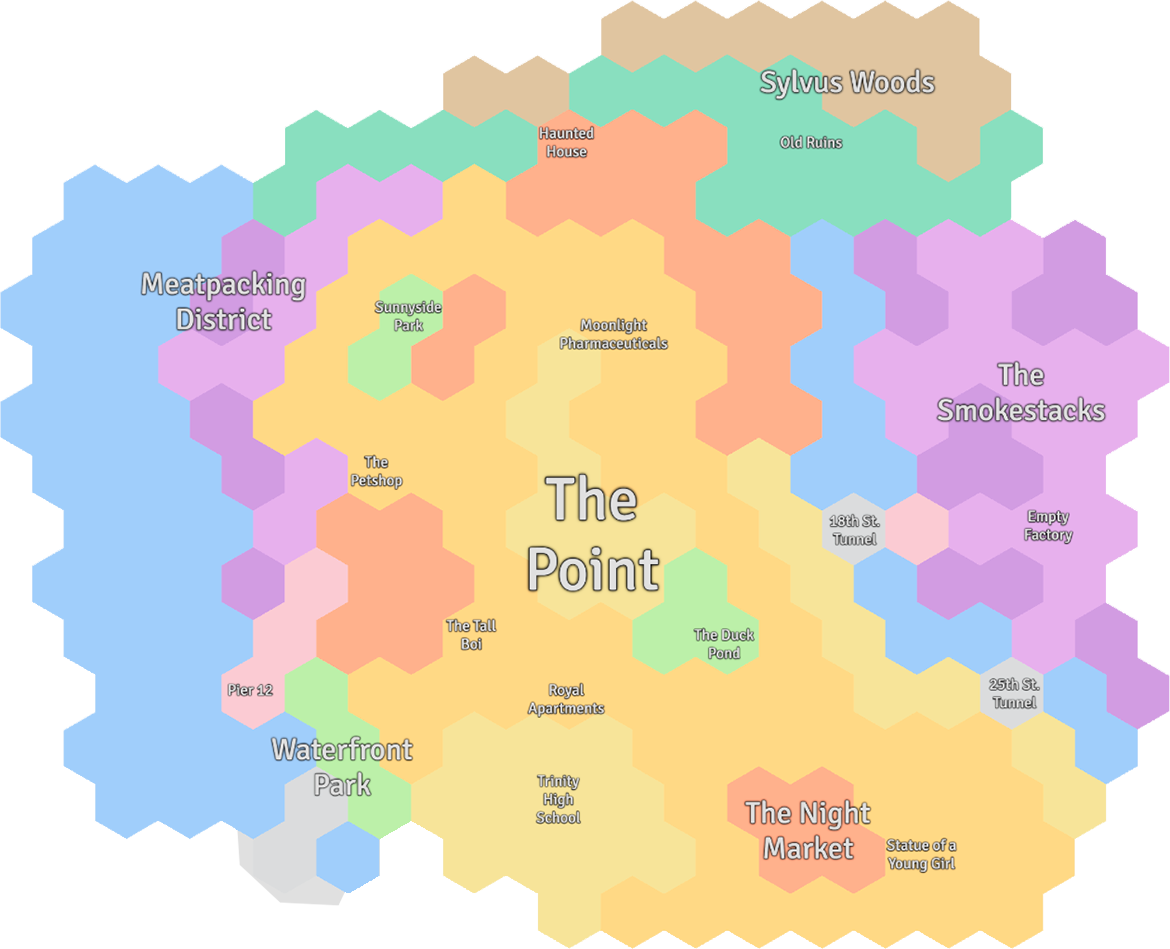 Sylvus Woods
Haunted
House
Old Ruins
Meatpacking
District
Sunnyside
Park
Moonlight
Pharmaceuticals
The
Smokestacks
The
Petshop
The
Point
18th St.
Tunnel
Empty
Factory
The Tall
Boi
The Duck
Pond
Pier 12
Royal
Apartments
25th St.
Tunnel
Waterfront
Park
Trinity
High
School
The Night
Market
Statue of a
Young Girl